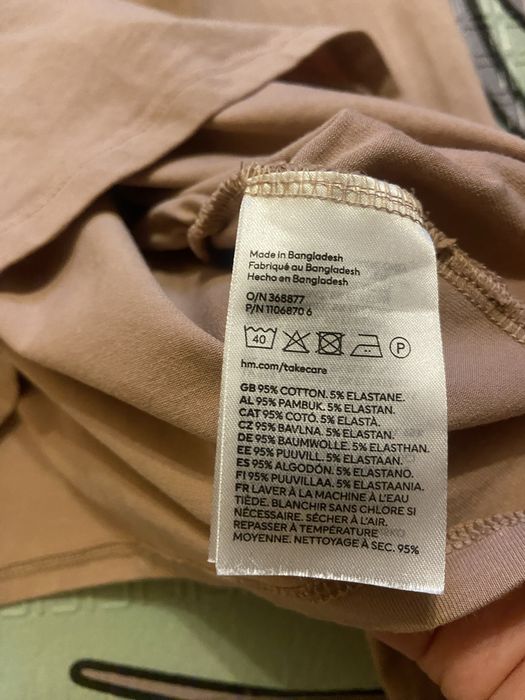 Made in Bangladesh
Fabriqué au Bangladesh
Hecho en Bangladesh
O/N 368877
P/N 1106870 6
40
P
hm.com/takecare
GB 95% COTTON. 5% ELASTANE.
AL 95% PAMBUK. 5% ELASTAN.
CAT 95% COTÓ. 5% ELASTÀ.
CZ 95% BAVLNA. 5% ELASTAN.
DE 95% BAUMWOLLE. 5% ELASTHAN.
EE 95% PUUVILL. 5% ELASTAAN.
ES 95% ALGODÓN. 5% ELASTANO.
FI 95% PUUVILLAA. 5% ELASTAANIA.
FR LAVER À LA MACHINE À L'EAU
TIÈDE. BLANCHIR SANS CHLORE SI
NÉCESSAIRE. SÉCHER À L'AIR.
REPASSER À TEMPÉRATURE
MOYENNE. NETTOYAGE À SEC. 95%